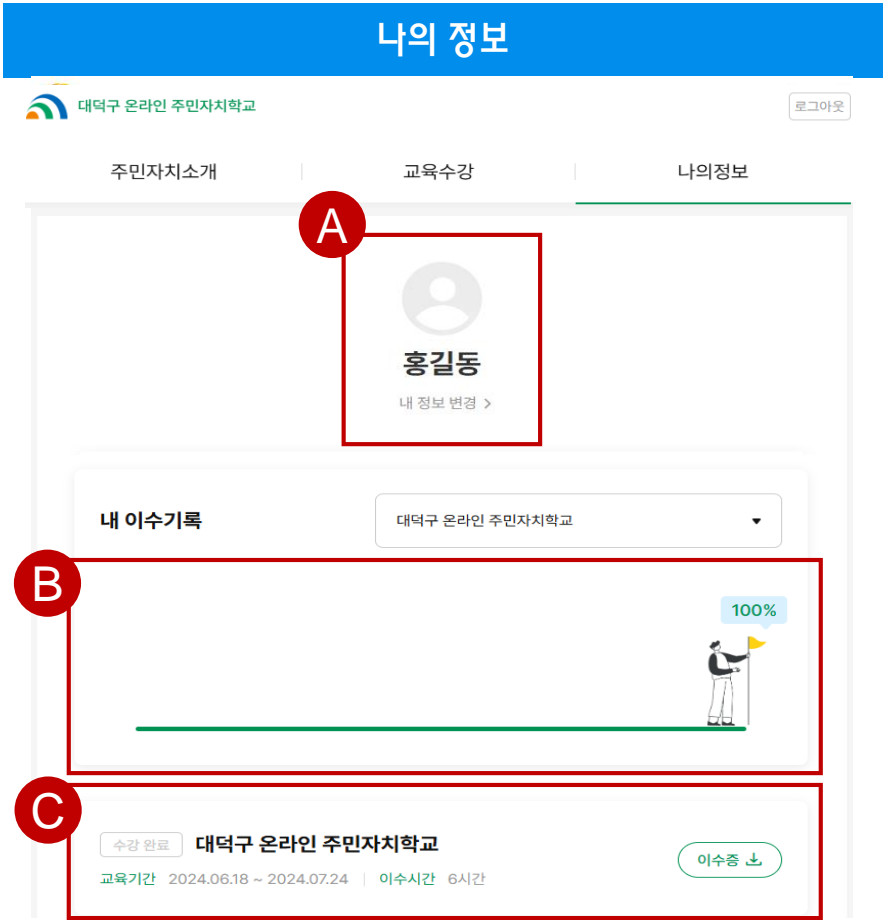 나의 정보
대덕구 온라인 주민자치학교
로그아웃
주민자치소개 교육수강 나의정보
A
홍길동
내 정보 변경 >
내 이수기록 대덕구 온라인 주민자치학교
B
100%
C
수강 완료 대덕구 온라인 주민자치학교
교육기간 2024.06.18 ~ 2024.07.24 | 이수시간 6시간
이수증